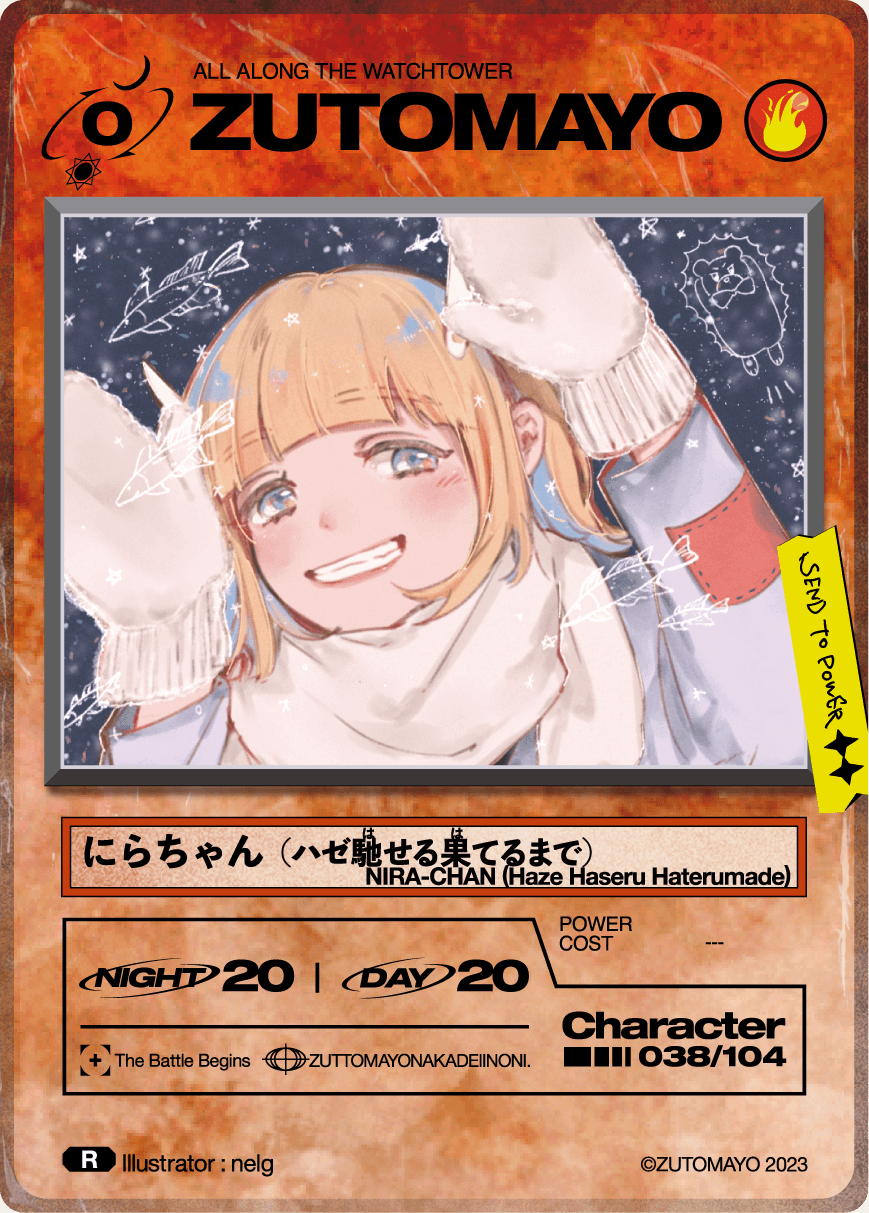 ALL ALONG THE WATCHTOWER
ZUTOMAYO
SEND TO POWER
にらちゃん（ハゼ馳せる果てるまで）
は は
NIRA-CHAN (Haze Haseru Haterumade)
POWER
COST ---
NIGHT 20 | DAY 20
Character
038/104
The Battle Begins ZUTTOMAYONAKADEIINONI.
R Illustrator : nelg
©ZUTOMAYO 2023